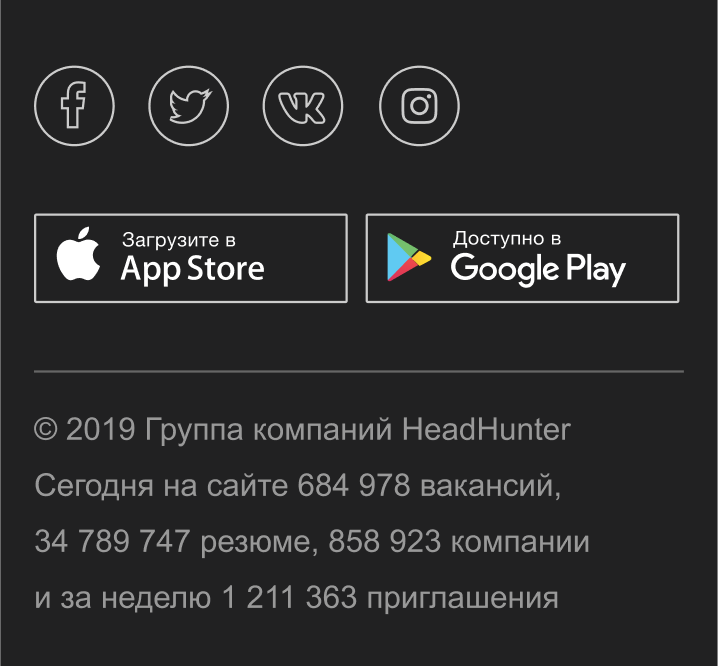 Загрузите в
App Store
Доступно в
Google Play
© 2019 Группа компаний HeadHunter
Сегодня на сайте 684 978 вакансий,
34 789 747 резюме, 858 923 компании
и за неделю 1 211 363 приглашения